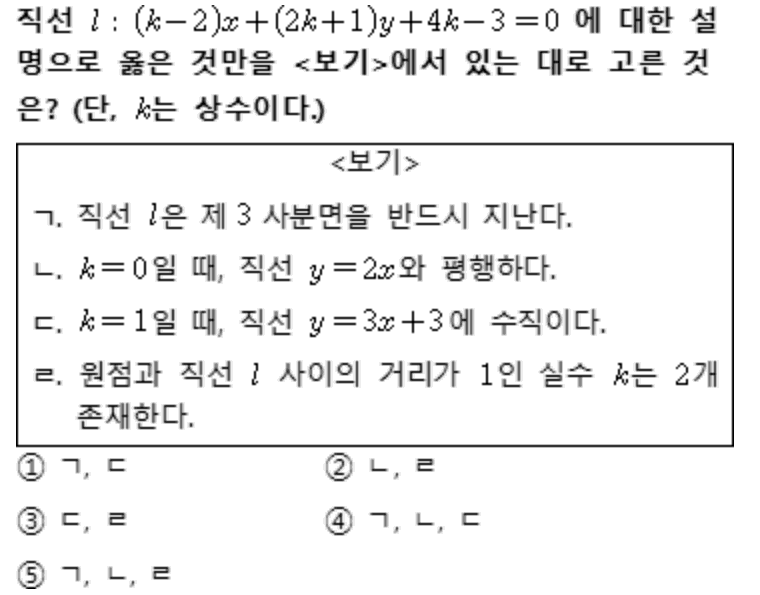 직선 l : (k−2)x+(2k+1)y+4k−3=0 에 대한 설
명으로 옳은 것만을 <보기>에서 있는 대로 고른 것
은? (단, k는 상수이다.)
<보기>
ㄱ. 직선 l은 제 3 사분면을 반드시 지난다.
ㄴ. k=0일 때, 직선 y=2x와 평행하다.
ㄷ. k=1일 때, 직선 y=3x+3에 수직이다.
ㄹ. 원점과 직선 l 사이의 거리가 1인 실수 k는 2개
존재한다.
① ㄱ, ㄷ ② ㄴ, ㄹ
③ ㄷ, ㄹ ④ ㄱ, ㄴ, ㄷ
⑤ ㄱ, ㄴ, ㄹ